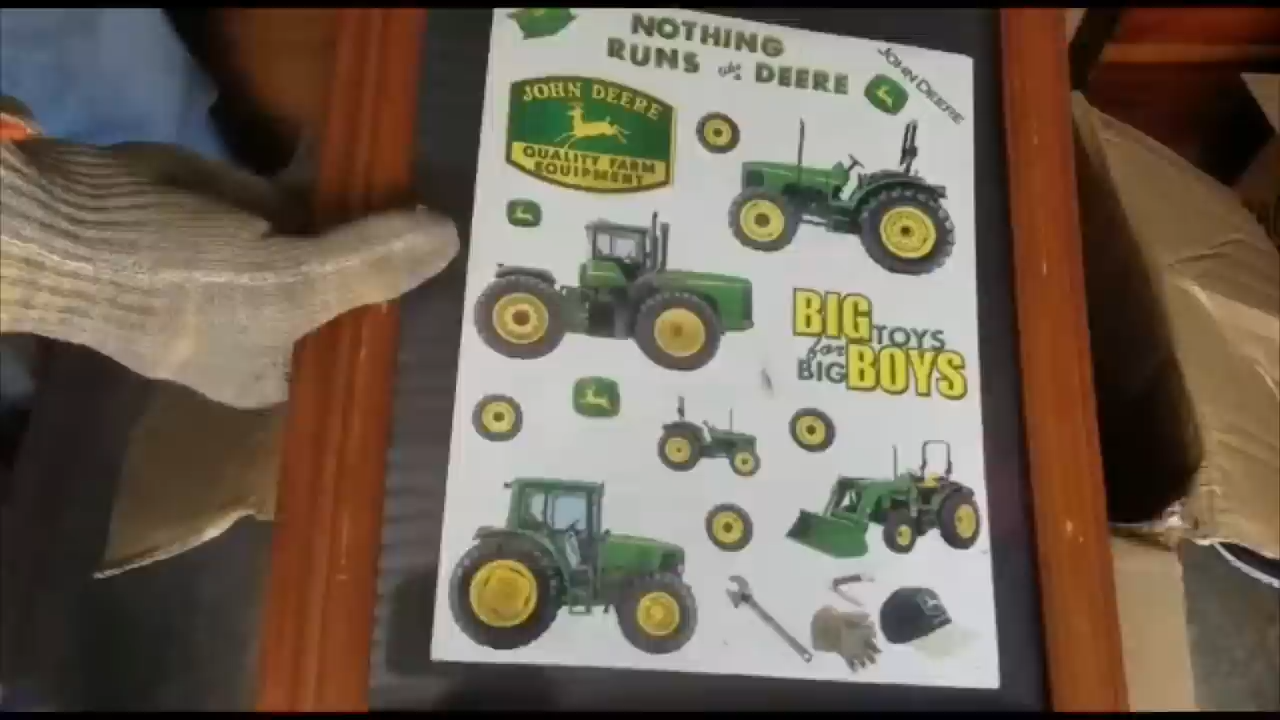 NOTHING
RUNS like DEERE
JOHN DEERE
JOHN DEERE
QUALITY FARM
EQUIPMENT
BIG TOYS
for
BIG BOYS